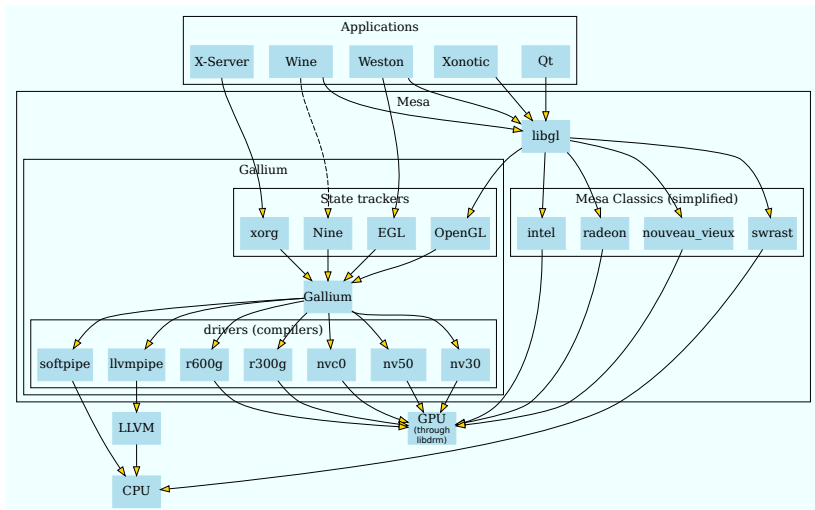 Applications
X-Server
Wine
Weston
Xonotic
Qt
Mesa
libgl
Gallium
State trackers
Mesa Classics (simplified)
xorg
Nine
EGL
OpenGL
intel
radeon
nouveau_vieux
swrast
Gallium
drivers (compilers)
softpipe
llvmpipe
r600g
r300g
nvc0
nv50
nv30
LLVM
GPU
(through
libdrm)
CPU